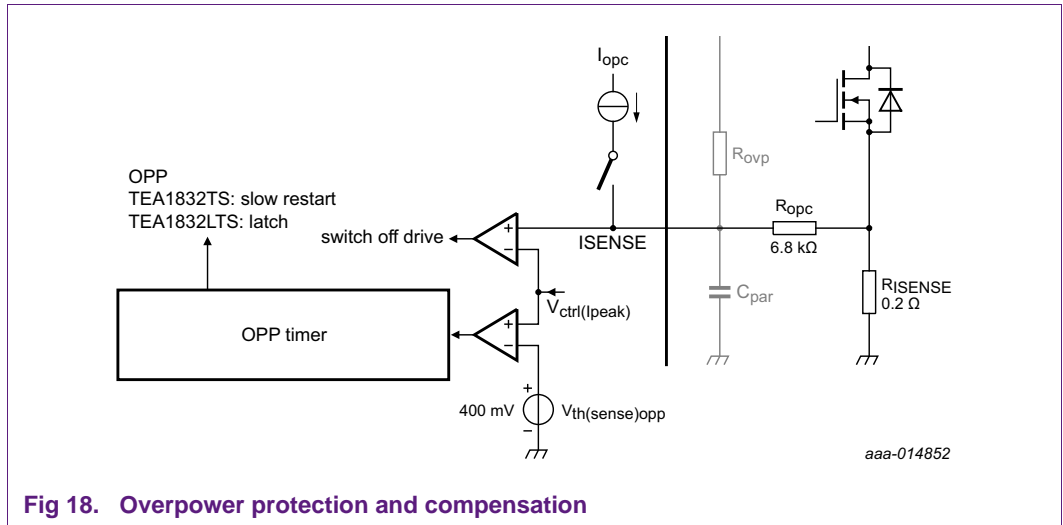 Iopc
OPP
TEA1832TS: slow restart
TEA1832LTS: latch
switch off drive
+
−
ISENSE
Rovp
Ropc
6.8 kΩ
Cpar
RISENSE
0.2 Ω
Vctrl(Ipeak)
OPP timer
+
−
+
400 mV
−
Vth(sense)opp
aaa-014852
Fig 18. Overpower protection and compensation